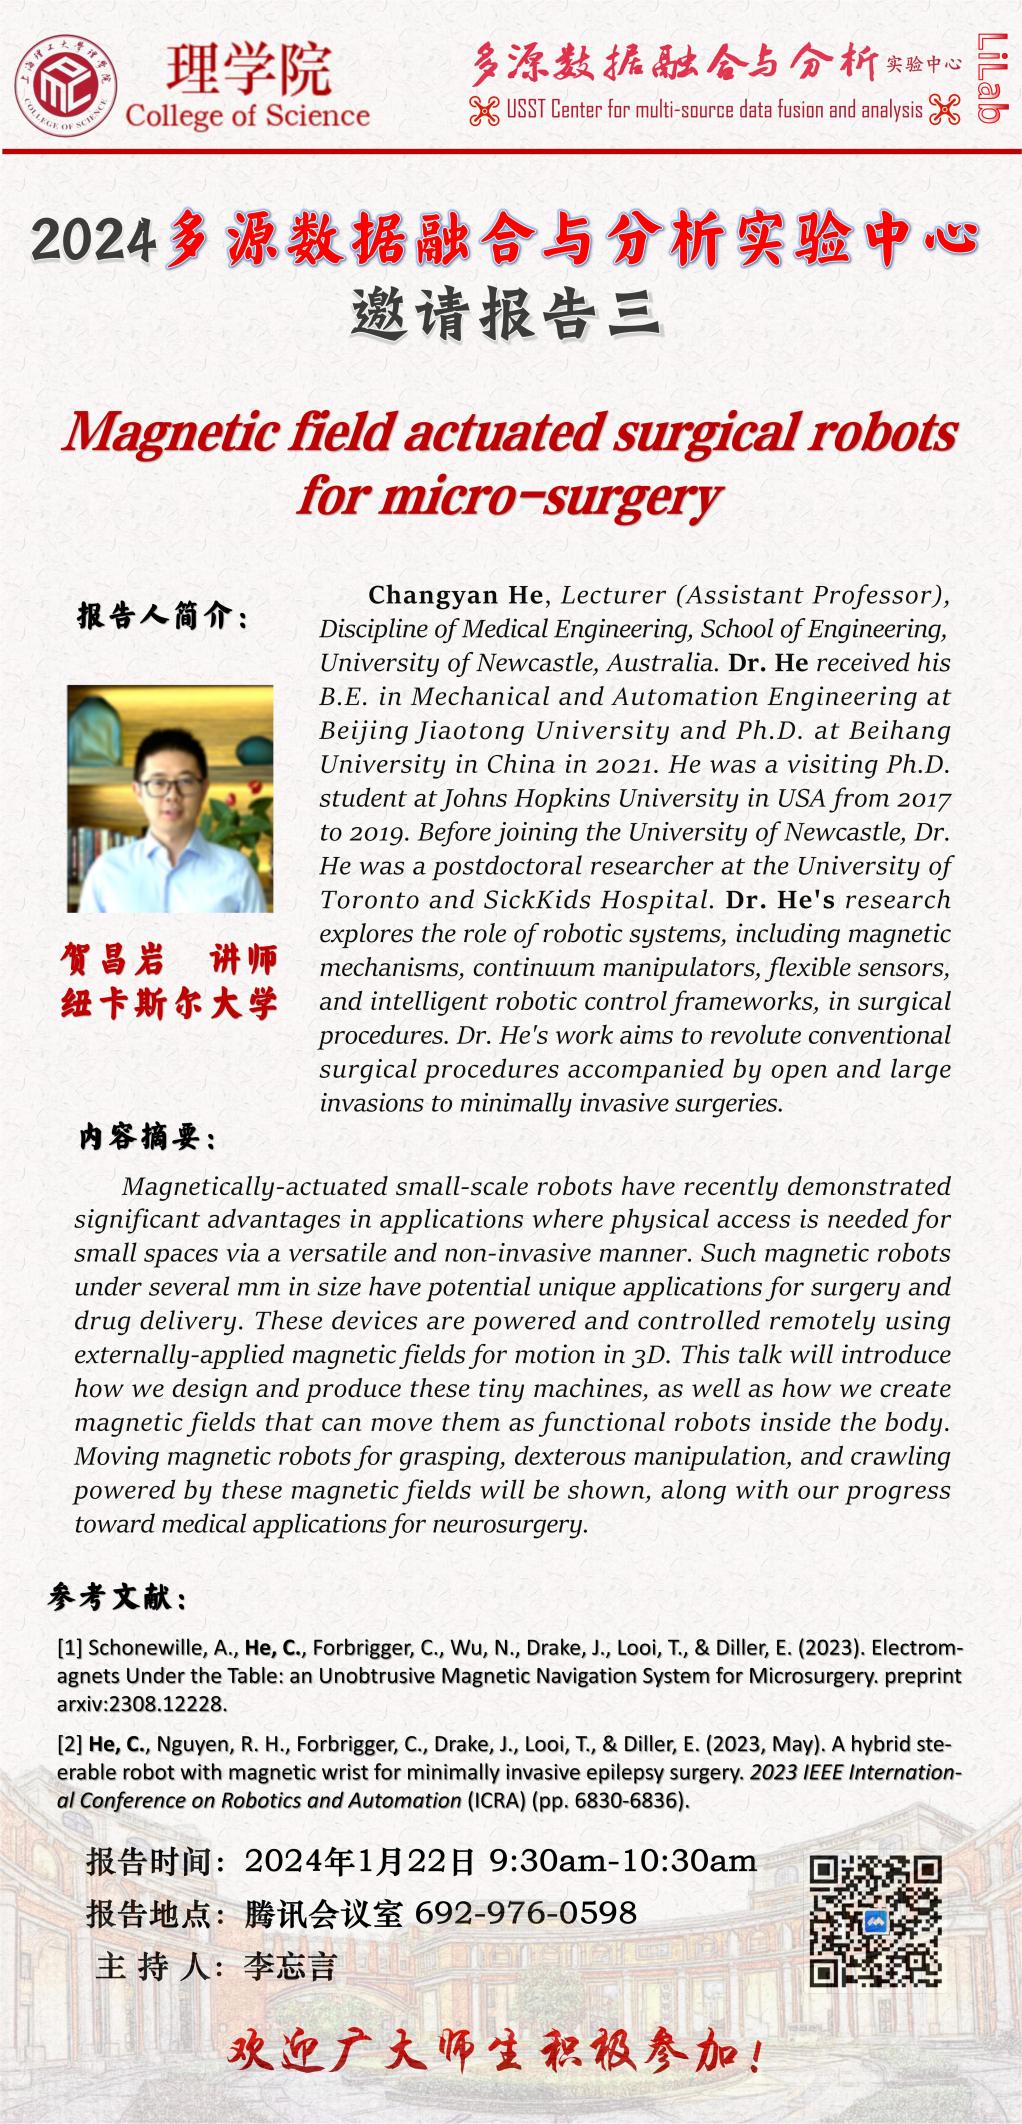 上海理工大学理学院
COLLEGE OF SCIENCE
理学院
College of Science
多源数据融合与分析实验中心
USST Center for multi-source data fusion and analysis
LiLab
2024多源数据融合与分析实验中心
邀请报告三
Magnetic field actuated surgical robots
for micro-surgery
报告人简介：
贺昌岩 讲师
纽卡斯尔大学
Changyan He, Lecturer (Assistant Professor),
Discipline of Medical Engineering, School of Engineering,
University of Newcastle, Australia. Dr. He received his
B.E. in Mechanical and Automation Engineering at
Beijing Jiaotong University and Ph.D. at Beihang
University in China in 2021. He was a visiting Ph.D.
student at Johns Hopkins University in USA from 2017
to 2019. Before joining the University of Newcastle, Dr.
He was a postdoctoral researcher at the University of
Toronto and SickKids Hospital. Dr. He's research
explores the role of robotic systems, including magnetic
mechanisms, continuum manipulators, flexible sensors,
and intelligent robotic control frameworks, in surgical
procedures. Dr. He's work aims to revolute conventional
surgical procedures accompanied by open and large
invasions to minimally invasive surgeries.
内容摘要：
Magnetically-actuated small-scale robots have recently demonstrated
significant advantages in applications where physical access is needed for
small spaces via a versatile and non-invasive manner. Such magnetic robots
under several mm in size have potential unique applications for surgery and
drug delivery. These devices are powered and controlled remotely using
externally-applied magnetic fields for motion in 3D. This talk will introduce
how we design and produce these tiny machines, as well as how we create
magnetic fields that can move them as functional robots inside the body.
Moving magnetic robots for grasping, dexterous manipulation, and crawling
powered by these magnetic fields will be shown, along with our progress
toward medical applications for neurosurgery.
参考文献：
[1] Schonewille, A., He, C., Forbrigger, C., Wu, N., Drake, J., Looi, T., & Diller, E. (2023). Electrom-
agnets Under the Table: an Unobtrusive Magnetic Navigation System for Microsurgery. preprint
arxiv:2308.12228.
[2] He, C., Nguyen, R. H., Forbrigger, C., Drake, J., Looi, T., & Diller, E. (2023, May). A hybrid ste-
erable robot with magnetic wrist for minimally invasive epilepsy surgery. 2023 IEEE Internation-
al Conference on Robotics and Automation (ICRA) (pp. 6830-6836).
报告时间：2024年1月22日 9:30am-10:30am
报告地点：腾讯会议室 692-976-0598
主 持 人：李忘言
欢迎广大师生积极参加！